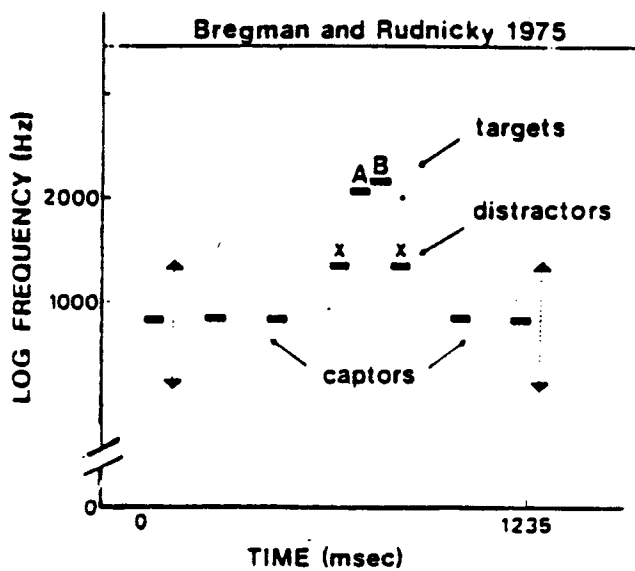 Bregman and Rudnicky 1975
LOG FREQUENCY (Hz)
targets
A B
2000
distractors
X X
1000
captors
0
0 1235
TIME (msec)